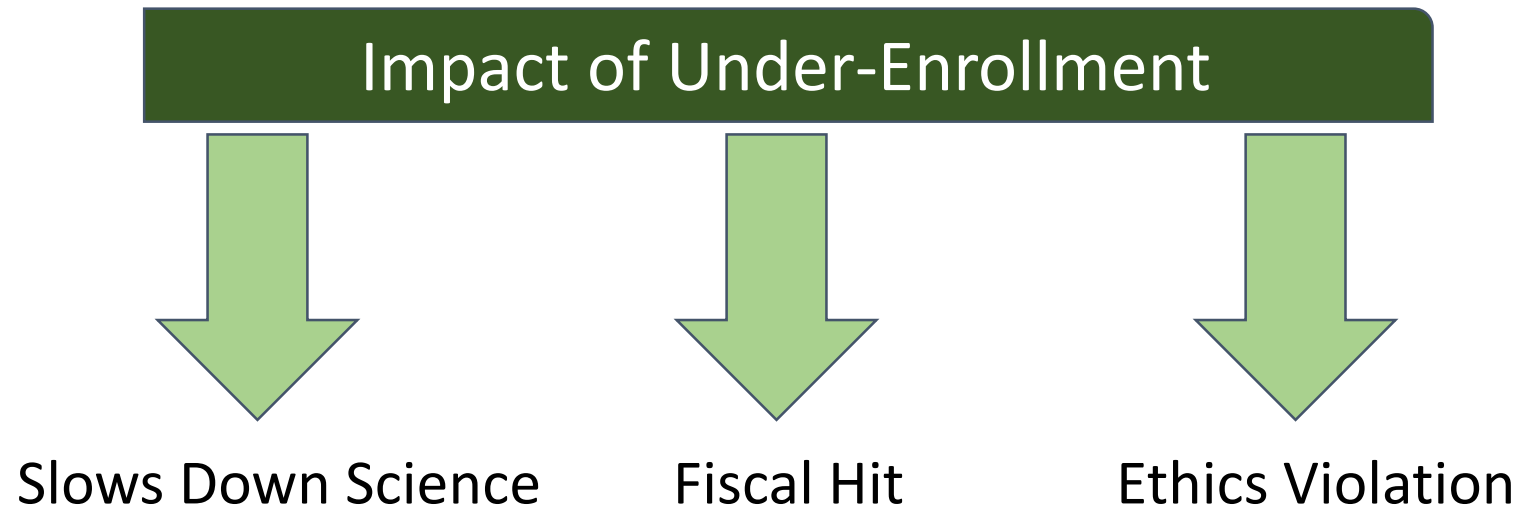 Impact of Under-Enrollment
Slows Down Science
Fiscal Hit
Ethics Violation